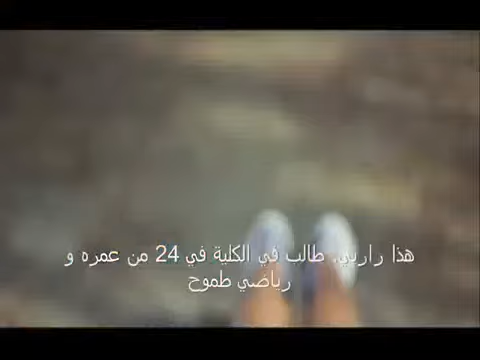 هذا رارني. طالب في الكلية في 24 من عمره و
رياضي طموح